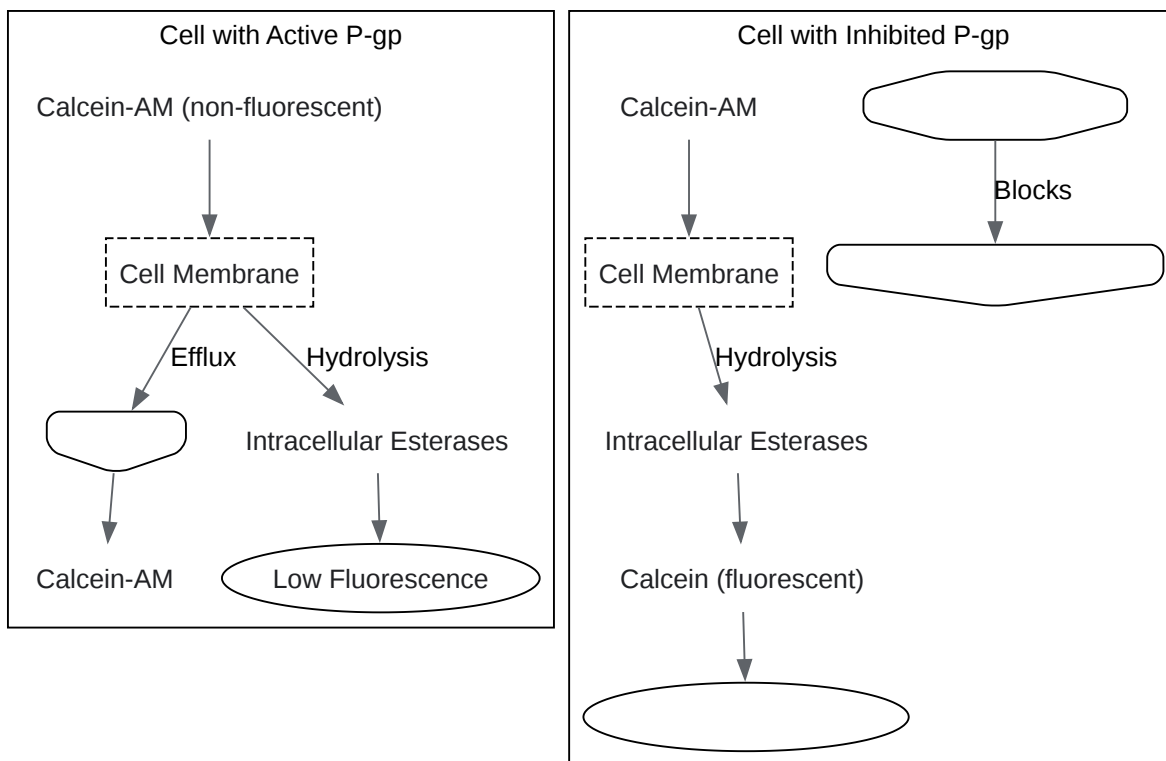 Cell with Active P-gp
Calcein-AM (non-fluorescent)
Cell Membrane
Efflux
Hydrolysis
Intracellular Esterases
Calcein-AM
Low Fluorescence
Cell with Inhibited P-gp
Calcein-AM
Blocks
Cell Membrane
Hydrolysis
Intracellular Esterases
Calcein (fluorescent)